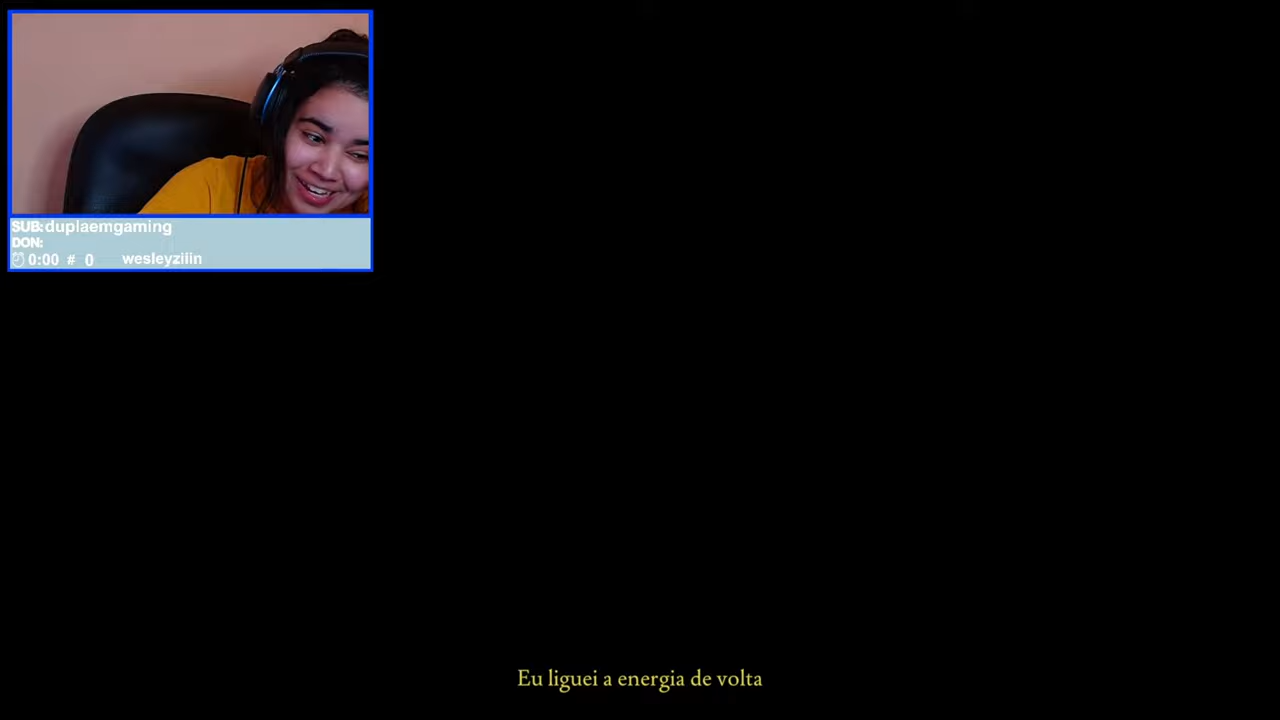 SUB: duplaemgaming
DON:
0:00 # 0 wesleyziiin
Eu liguei a energia de volta